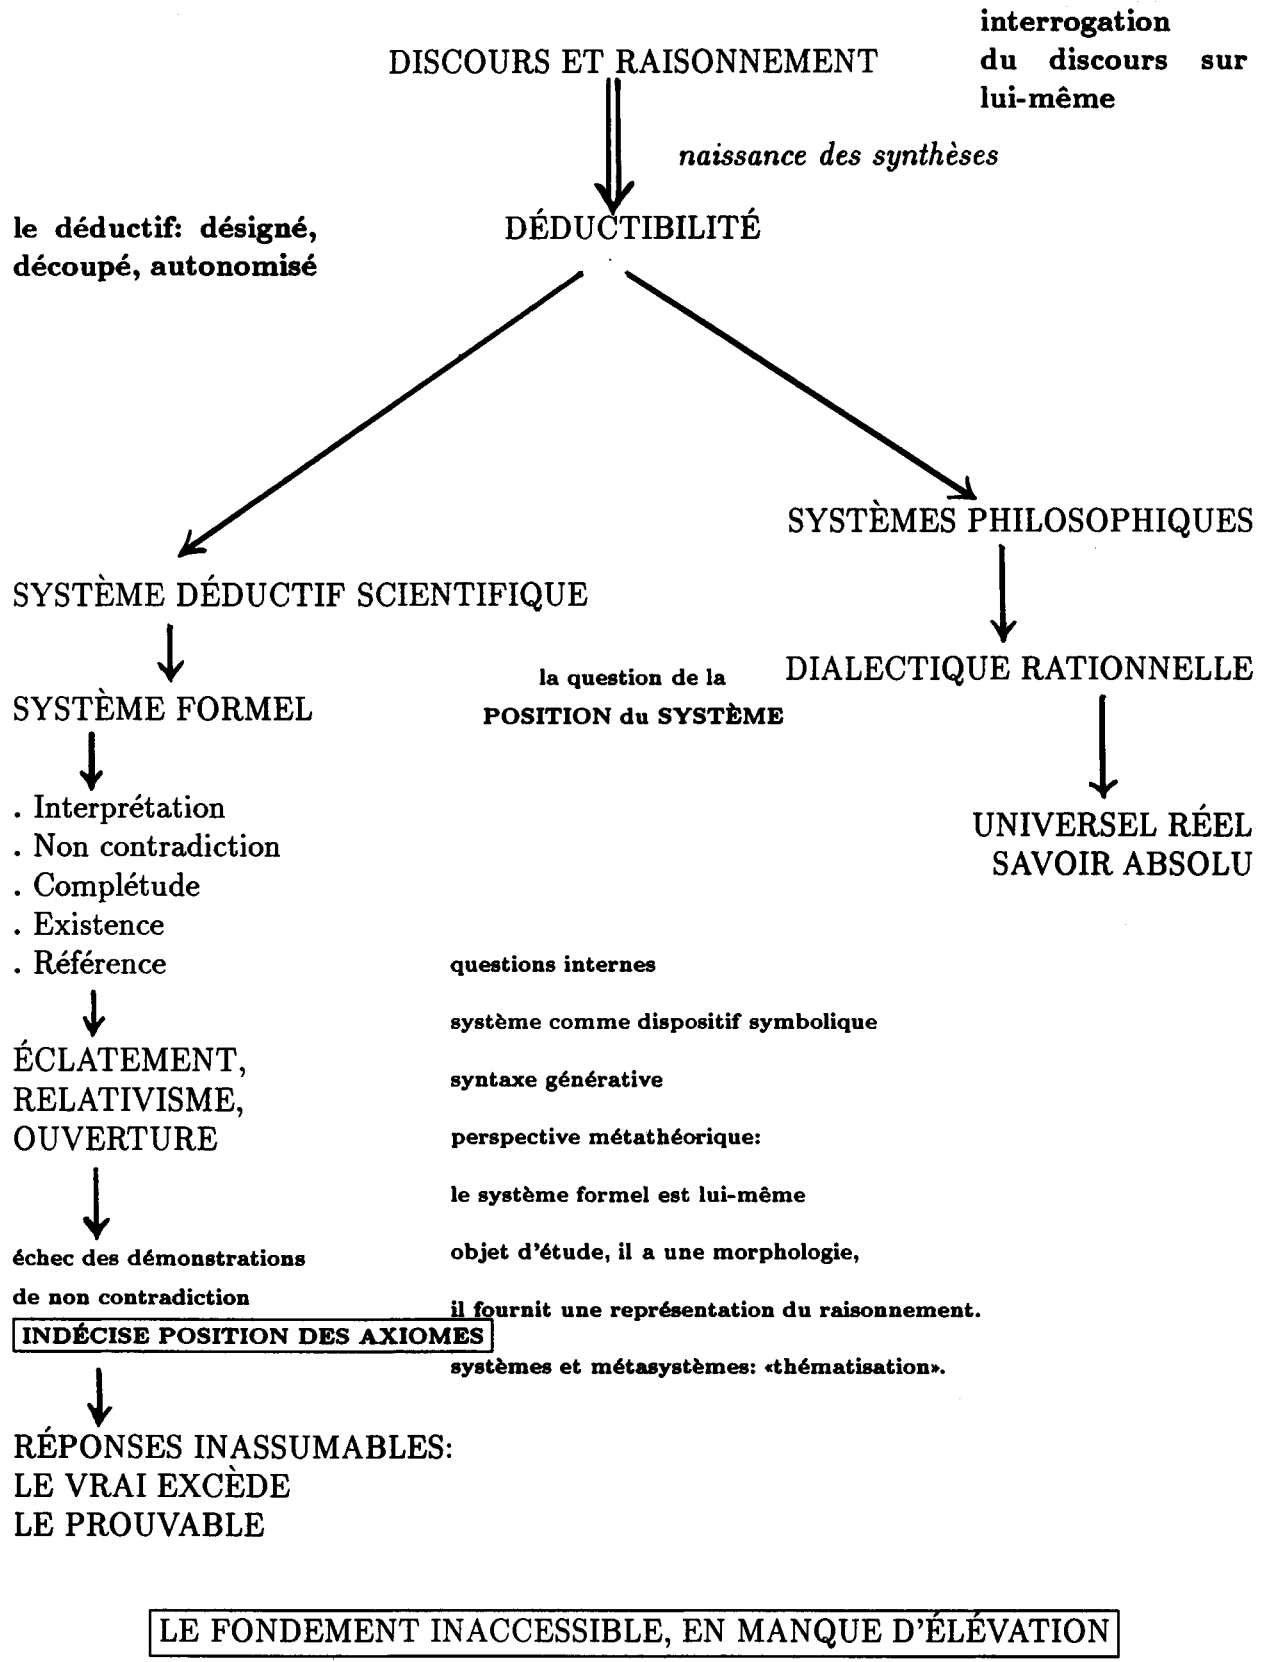 interrogation
du discours sur
lui-même
DISCOURS ET RAISONNEMENT
naissance des synthèses
le déductif: désigné,
découpé, autonomisé
DÉDUCTIBILITÉ
SYSTÈMES PHILOSOPHIQUES
SYSTÈME DÉDUCTIF SCIENTIFIQUE
DIALECTIQUE RATIONNELLE
la question de la
POSITION du SYSTÈME
SYSTÈME FORMEL
UNIVERSEL RÉEL
SAVOIR ABSOLU
. Interprétation
. Non contradiction
. Complétude
. Existence
. Référence
questions internes
système comme dispositif symbolique
syntaxe générative
perspective métathéorique:
le système formel est lui-même
objet d'étude, il a une morphologie,
il fournit une représentation du raisonnement.
systèmes et métasystèmes: «thématisation».
ÉCLATEMENT,
RELATIVISME,
OUVERTURE
échec des démonstrations
de non contradiction
INDÉCISE POSITION DES AXIOMES
RÉPONSES INASSUMABLES:
LE VRAI EXCÈDE
LE PROUVABLE
LE FONDEMENT INACCESSIBLE, EN MANQUE D'ÉLÉVATION